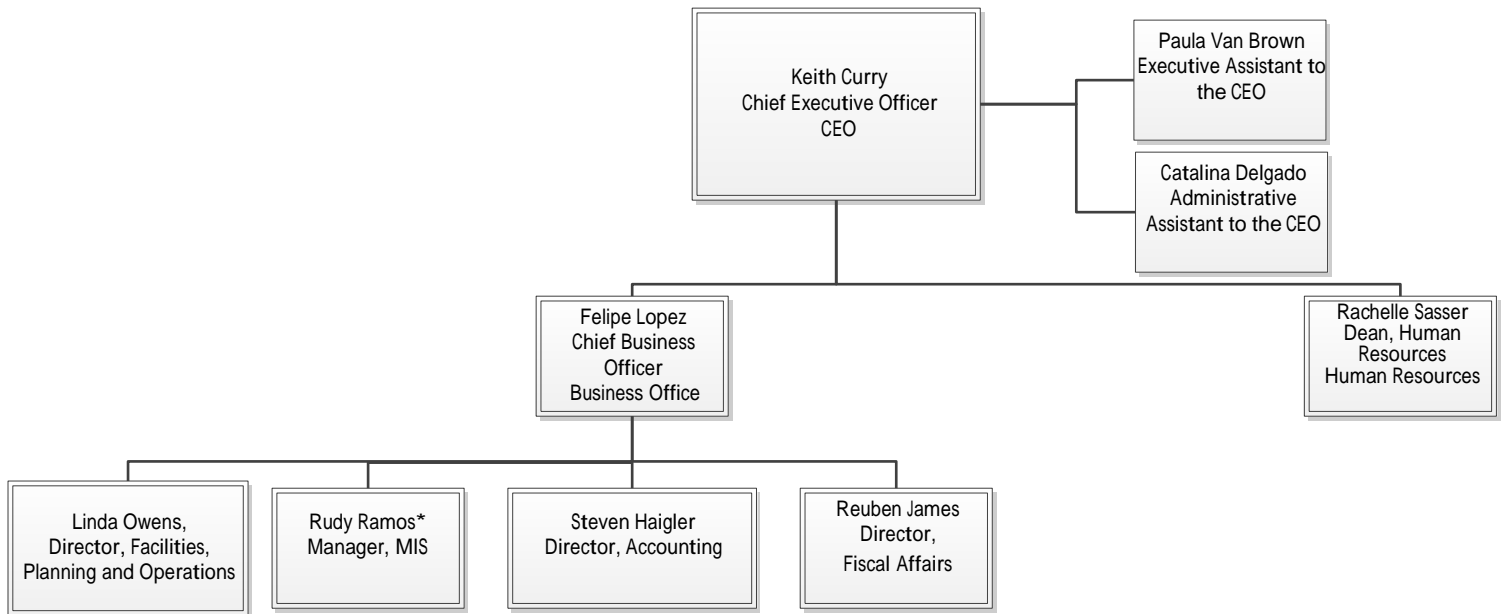 Keith Curry
Chief Executive Officer
CEO
Paula Van Brown
Executive Assistant to
the CEO
Catalina Delgado
Administrative
Assistant to the CEO
Felipe Lopez
Chief Business
Officer
Business Office
Rachelle Sasser
Dean, Human
Resources
Human Resources
Linda Owens,
Director, Facilities,
Planning and Operations
Rudy Ramos*
Manager, MIS
Steven Haigler
Director, Accounting
Reuben James
Director,
Fiscal Affairs